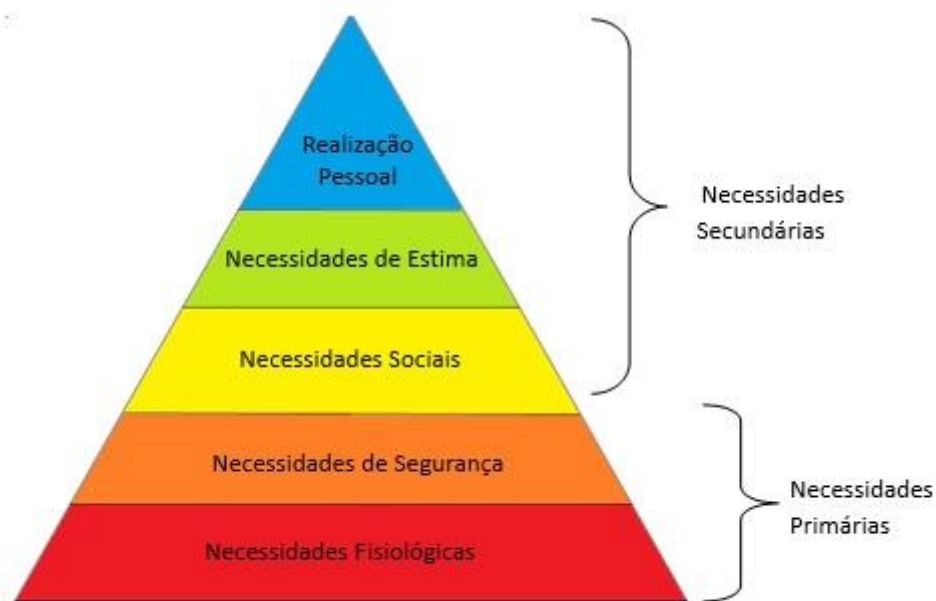 Realização
Pessoal
Necessidades
Secundárias
Necessidades de Estima
Necessidades Sociais
Necessidades de Segurança
Necessidades
Primárias
Necessidades Fisiológicas